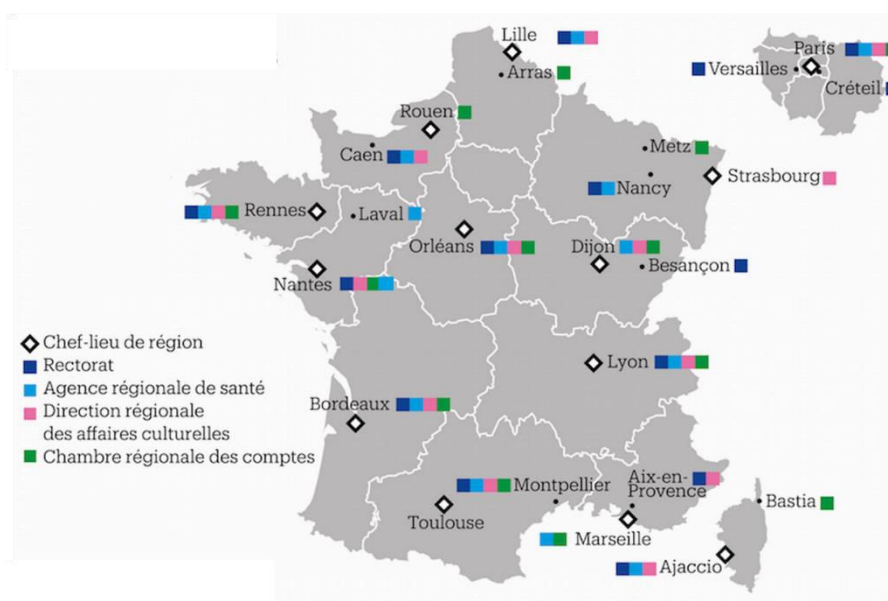 Lille
Arras
Rouen
Caen
Paris
Versailles
Créteil
Metz
Nancy
Strasbourg
Rennes
Laval
Orléans
Dijon
Besançon
Nantes
Chef-lieu de région
Rectorat
Agence régionale de santé
Direction régionale
des affaires culturelles
Chambre régionale des comptes
Lyon
Bordeaux
Montpellier
Toulouse
Aix-en-
Provence
Marseille
Bastia
Ajaccio